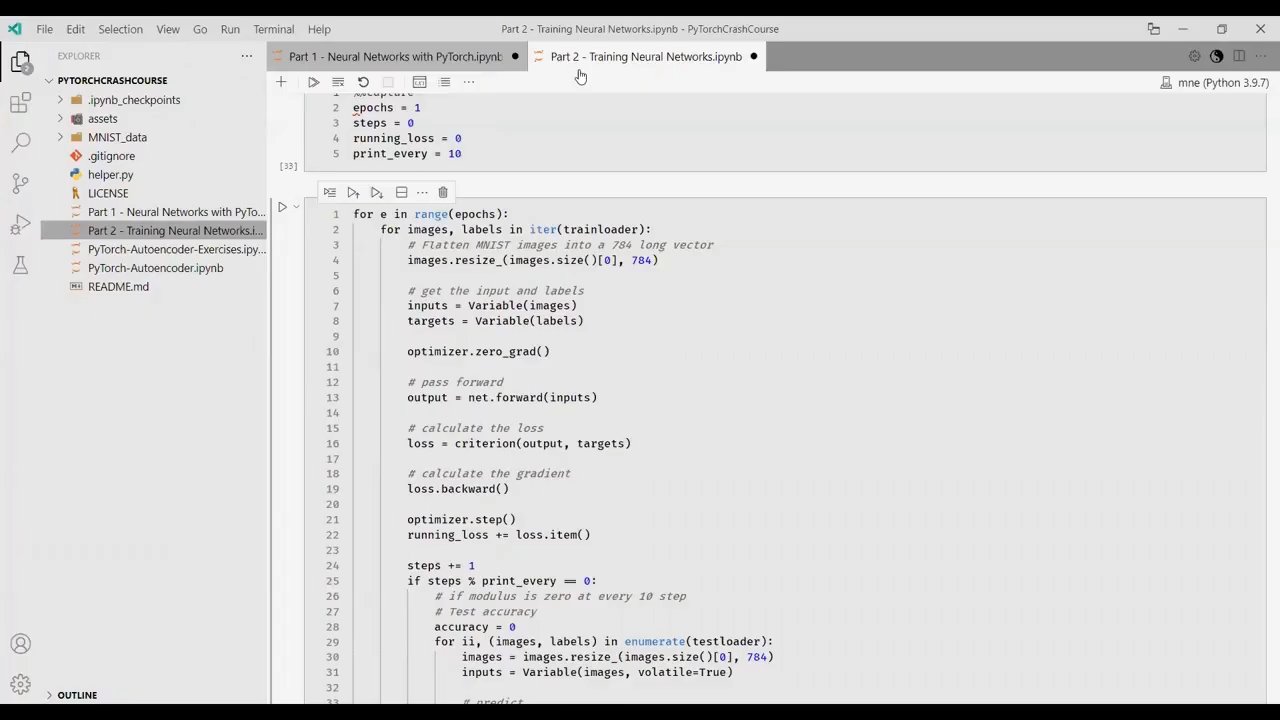 File Edit Selection View Go Run Terminal Help
Part 2 - Training Neural Networks.ipynb - PyTorchCrashCourse
EXPLORER
PYTORCHCRASHCOURSE
.ipynb_checkpoints
assets
MNIST_data
.gitignore
helper.py
LICENSE
Part 1 - Neural Networks with PyTo...
Part 2 - Training Neural Networks.i...
PyTorch-Autoencoder-Exercises.ipy...
PyTorch-Autoencoder.ipynb
README.md
OUTLINE
Part 1 - Neural Networks with PyTorch.ipynb
Part 2 - Training Neural Networks.ipynb
mne (Python 3.9.7)
1 %%capture
2 epochs = 1
3 steps = 0
4 running_loss = 0
5 print_every = 10
[33]
1 for e in range(epochs):
2 for images, labels in iter(trainloader):
3 # Flatten MNIST images into a 784 long vector
4 images.resize_(images.size()[0], 784)
5
6 # get the input and labels
7 inputs = Variable(images)
8 targets = Variable(labels)
9
10 optimizer.zero_grad()
11
12 # pass forward
13 output = net.forward(inputs)
14
15 # calculate the loss
16 loss = criterion(output, targets)
17
18 # calculate the gradient
19 loss.backward()
20
21 optimizer.step()
22 running_loss += loss.item()
23
24 steps += 1
25 if steps % print_every == 0:
26 # if modulus is zero at every 10 step
27 # Test accuracy
28 accuracy = 0
29 for ii, (images, labels) in enumerate(testloader):
30 images = images.resize_(images.size()[0], 784)
31 inputs = Variable(images, volatile=True)
32
33 # predict